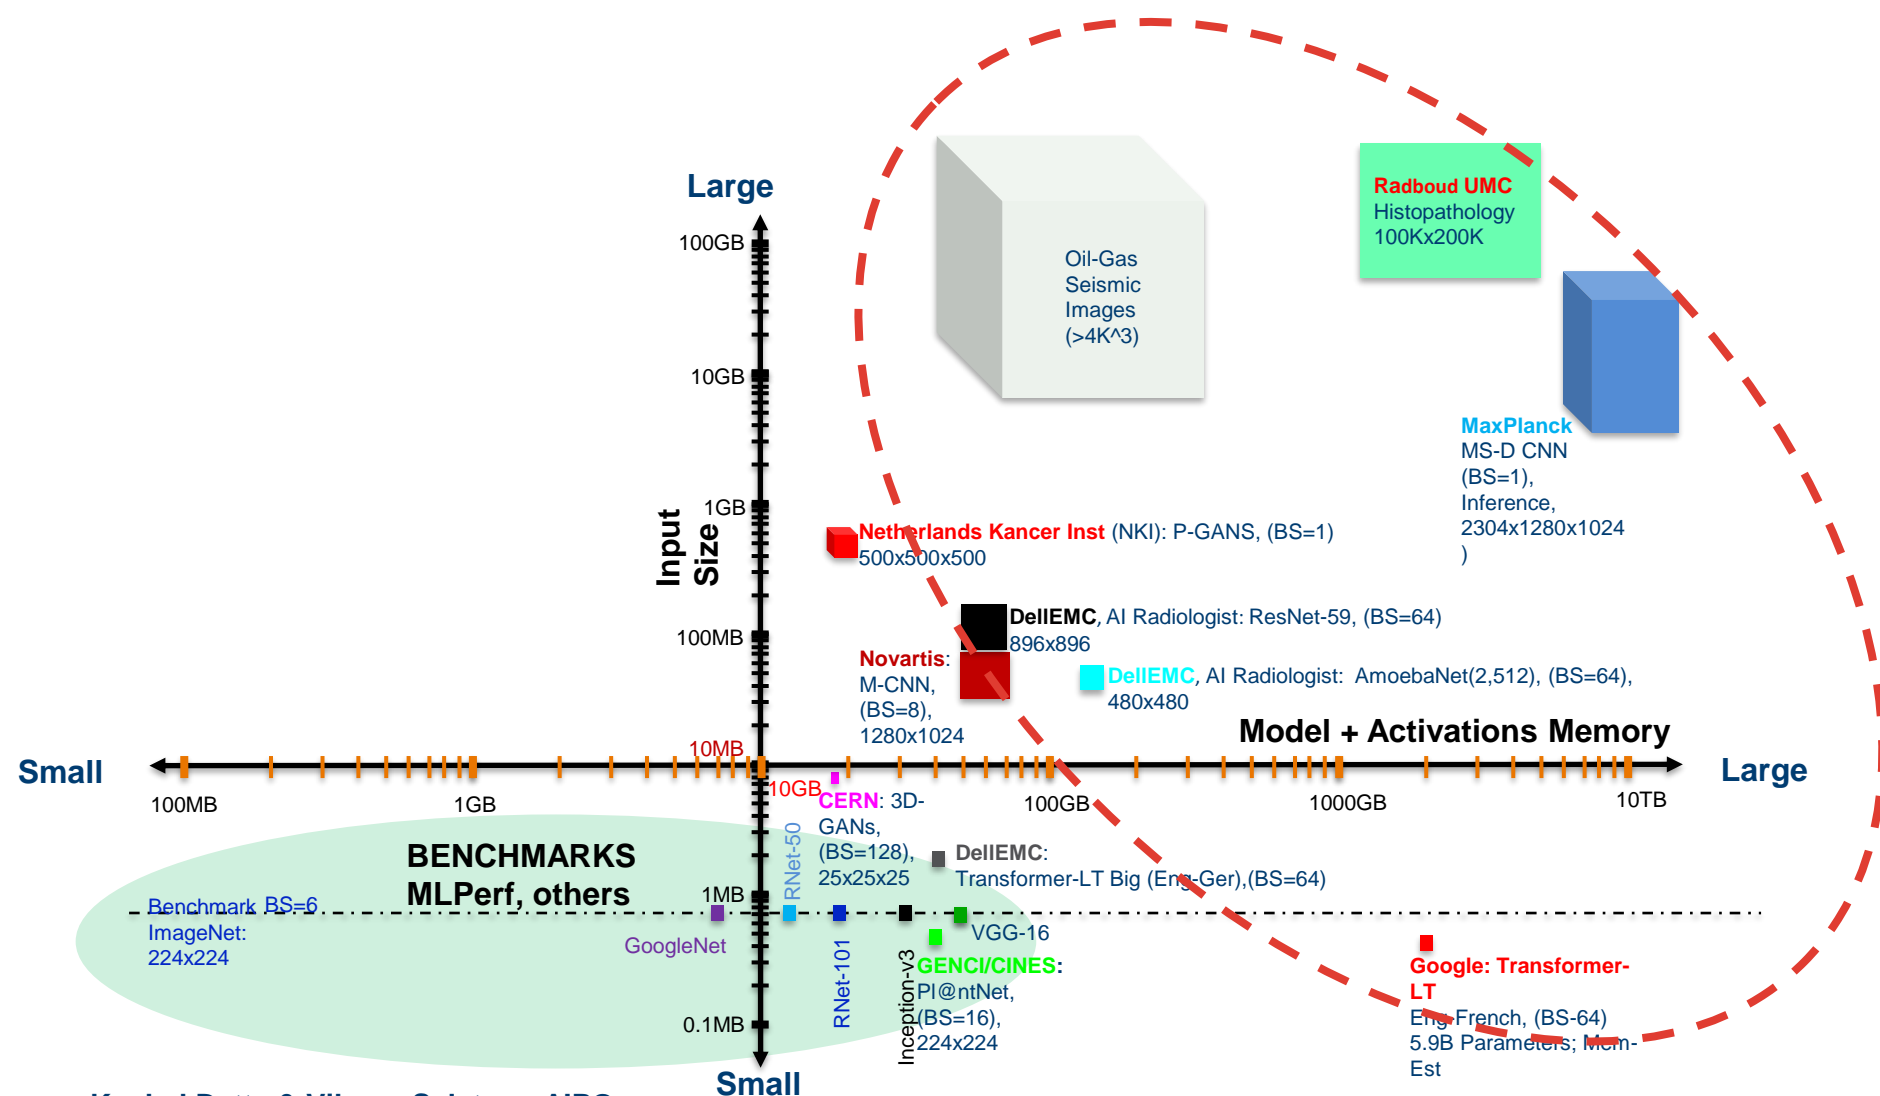 Large
100GB
10GB
1GB
100MB
10MB
Input
Size
Oil-Gas
Seismic
Images
(>4K^3)
Radboud UMC
Histopathology
100Kx200K
MaxPlanck
MS-D CNN
(BS=1),
Inference,
2304x1280x1024
)
Netherlands Kancer Inst (NKI): P-GANS, (BS=1)
500x500x500
DellEMC, AI Radiologist: ResNet-59, (BS=64)
896x896
Novartis:
M-CNN,
(BS=8),
1280x1024
DellEMC, AI Radiologist: AmoebaNet(2,512), (BS=64),
480x480
Model + Activations Memory
Small
Large
100MB
1GB
10GB
100GB
1000GB
10TB
CERN: 3D-
GANs,
(BS=128),
25x25x25
RNet-50
BENCHMARKS
MLPerf, others
DellEMC:
Transformer-LT Big (Eng-Ger),(BS=64)
1MB
Benchmark BS=6
ImageNet:
224x224
GoogleNet
RNet-101
Inception-v3
VGG-16
GENCI/CINES:
Pl@ntNet,
(BS=16),
224x224
Google: Transformer-
LT
Eng-French, (BS-64)
5.9B Parameters; Mem-
Est
0.1MB
Small